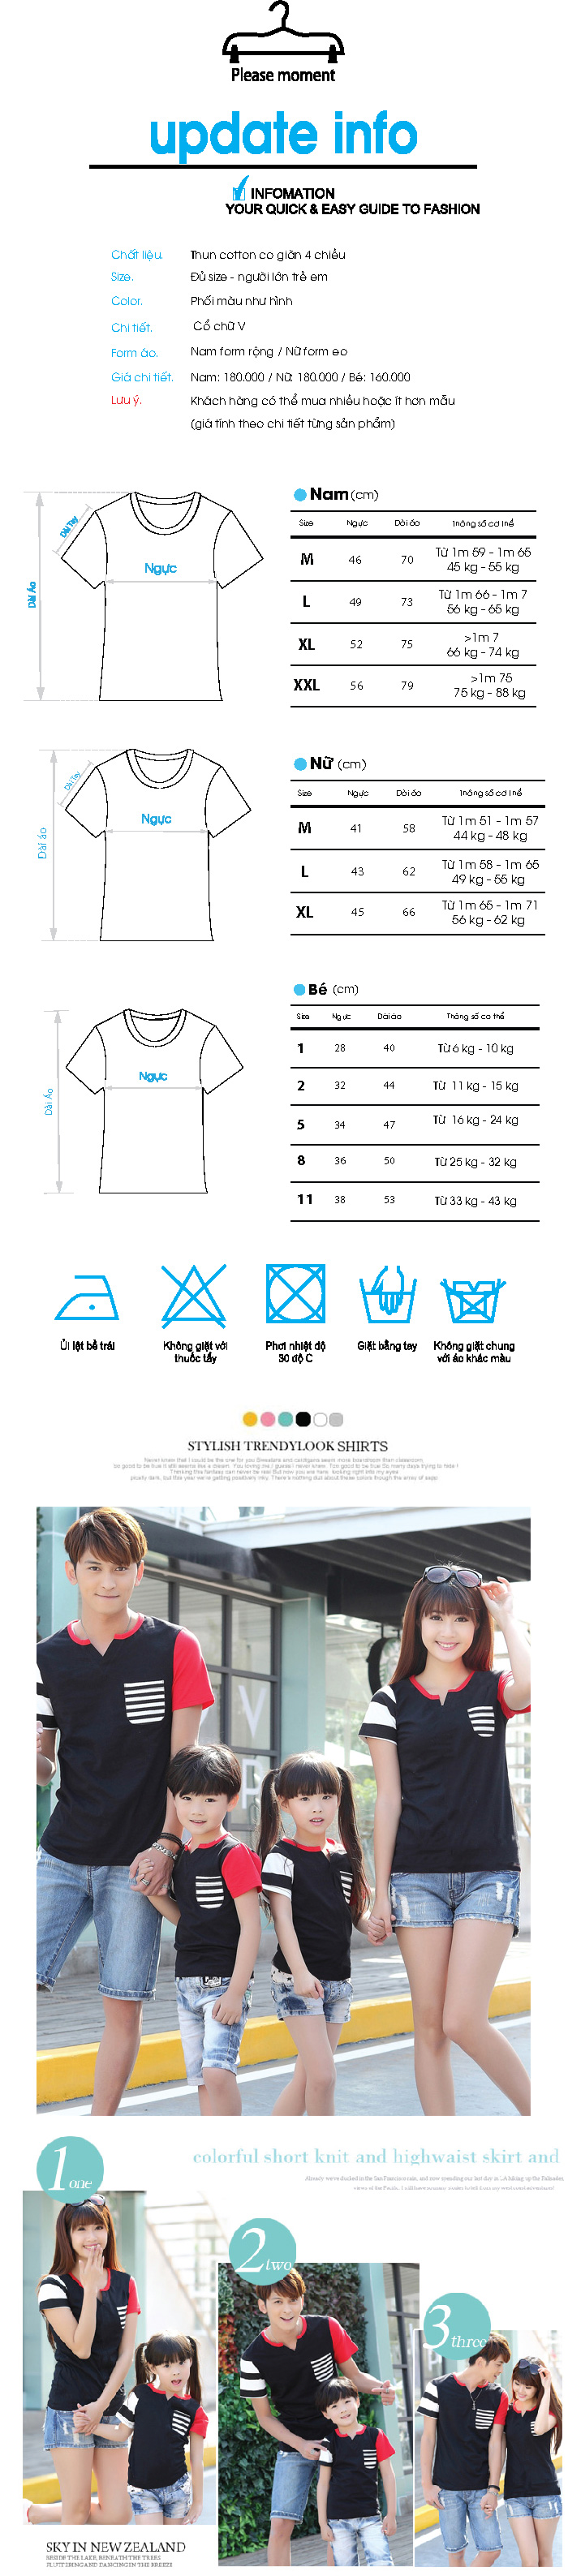 Please moment
update info
INFOMATION
YOUR QUICK & EASY GUIDE TO FASHION
Chất liệu. Thun cotton co giãn 4 chiều
Size. Đủ size - người lớn trẻ em
Color. Phối màu như hình
Chi tiết. Cổ chữ V
Form áo. Nam form rộng / Nữ form eo
Giá chi tiết. Nam: 180.000 / Nữ: 180.000 / Bé: 160.000
Lưu ý. Khách hàng có thể mua nhiều hoặc ít hơn mẫu
(giá tính theo chi tiết từng sản phẩm)
Dài Tay
Ngực
Dài Áo
Nam (cm)
Size Ngực Dài áo Thông số cơ thể
M 46 70 Từ 1m 59 - 1m 65
45 kg - 55 kg
L 49 73 Từ 1m 66 - 1m 7
56 kg - 65 kg
XL 52 75 >1m 7
66 kg - 74 kg
XXL 56 79 >1m 75
75 kg - 88 kg
Dài Tay
Ngực
Dài áo
Nữ (cm)
Size Ngực Dài áo Thông số cơ thể
M 41 58 Từ 1m 51 - 1m 57
44 kg - 48 kg
L 43 62 Từ 1m 58 - 1m 65
49 kg - 55 kg
XL 45 66 Từ 1m 65 - 1m 71
56 kg - 62 kg
Ngực
Dài Áo
Bé (cm)
Size Ngực Dài áo Thông số cơ thể
1 28 40 Từ 6 kg - 10 kg
2 32 44 Từ 11 kg - 15 kg
5 34 47 Từ 16 kg - 24 kg
8 36 50 Từ 25 kg - 32 kg
11 38 53 Từ 33 kg - 43 kg
Ủi lật bề trái
Không giặt với
thuốc tẩy
Phơi nhiệt độ
30 độ C
Giặt bằng tay
Không giặt chung
với áo khác màu
STYLISH TRENDYLOOK SHIRTS
1 one
colorful short knit and highwaist skirt and
2 two
3 three
SKY IN NEW ZEALAND
BESIDE THE LAKE, BENEATH THE TREES
FLUTTERING AND DANCING IN THE BREEZE